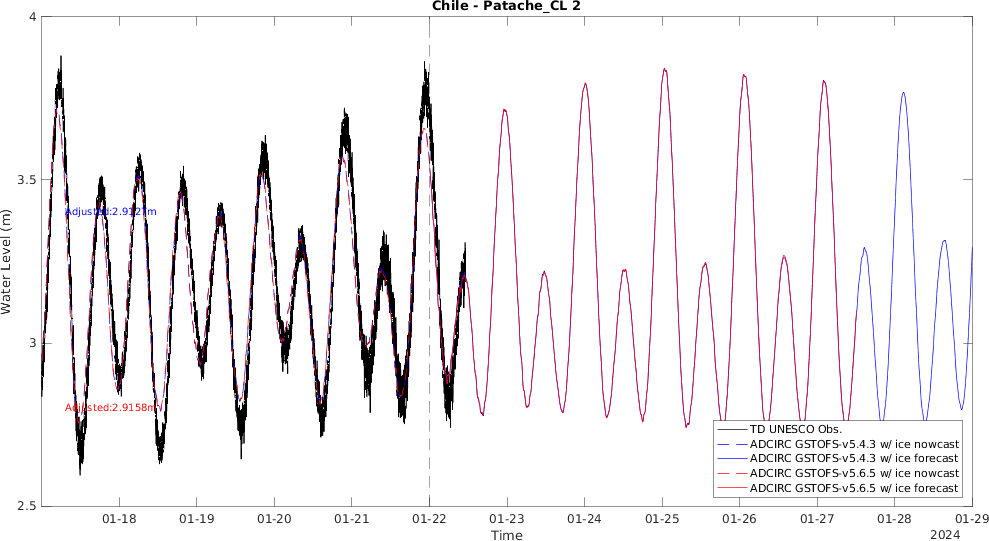 Chile - Patache_CL 2
4
3.5
3
2.5
Water Level (m)
Adjusted:2.9127m
Adjusted:2.9158m
TD UNESCO Obs.
ADCIRC GSTOFS-v5.4.3 w/ ice nowcast
ADCIRC GSTOFS-v5.4.3 w/ ice forecast
ADCIRC GSTOFS-v5.6.5 w/ ice nowcast
ADCIRC GSTOFS-v5.6.5 w/ ice forecast
01-18 01-19 01-20 01-21 01-22 01-23 01-24 01-25 01-26 01-27 01-28 01-29
Time
2024